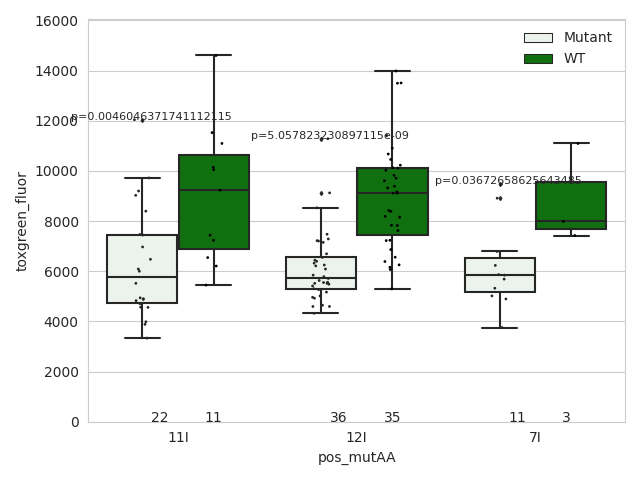 16000
14000
12000
10000
8000
6000
4000
2000
0
toxgreen_fluor
Mutant
WT
p=0.0046046371741112115
p=5.057823230897115e-09
p=0.03672658625643485
22 11 36 35 11 3
11I 12I 7I
pos_mutAA